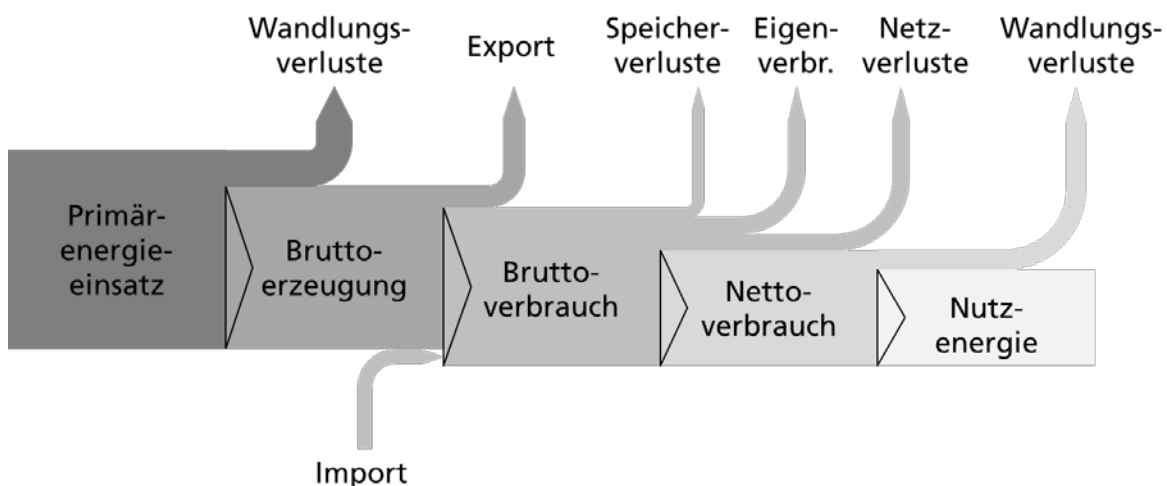 Wandlungs-
verluste
Export
Speicher-
verluste
Eigen-
verbr.
Netz-
verluste
Wandlungs-
verluste
Primär-
energie-
einsatz
Brutto-
erzeugung
Brutto-
verbrauch
Netto-
verbrauch
Nutz-
energie
Import